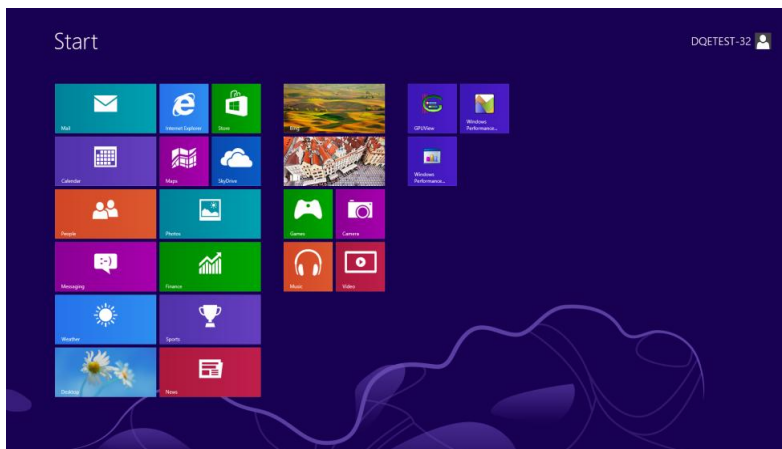 Start
DQETEST-32
Mail
Internet Explorer
Store
Bing
GPUView
Windows
Performance...
Calendar
Maps
SkyDrive
Windows
Performance...
People
Photos
Games
Camera
Messaging
:-)
Finance
Music
Video
Weather
Sports
Desktop
News